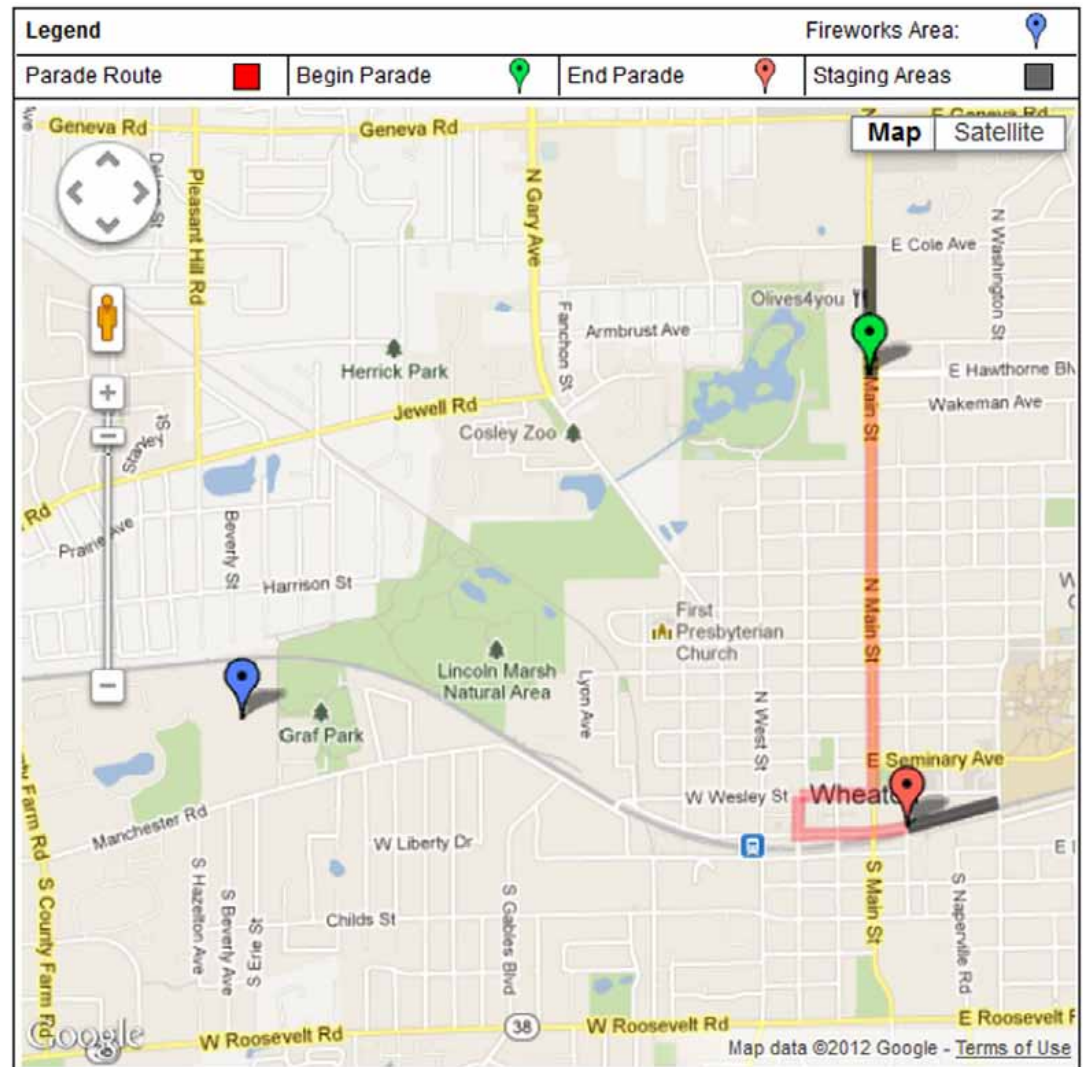 Legend
Fireworks Area:
Parade Route
Begin Parade
End Parade
Staging Areas
Geneva Rd
Geneva Rd
E Geneva Rd
Map
Satellite
Pleasant Hill Rd
N Gary Ave
N Washington St
E Cole Ave
Olives4you
Fanchon St
Armbrust Ave
Herrick Park
E Hawthorne
Main St
Wakeman Ave
Jewell Rd
Cosley Zoo
Stanley St
Rd
Prairie Ave
Beverly St
Harrison St
N Main St
First
Presbyterian
Church
Lincoln Marsh
Natural Area
Lyon Ave
N West St
Graf Park
E Seminary Ave
W Wesley St
Manchester Rd
W Liberty Dr
S Main St
S County Farm Rd
S Hazelton Ave
S Beverly Ave
S Erie St
Childs St
S Gables Blvd
S Naperville Rd
Google
38
W Roosevelt Rd
W Roosevelt Rd
E Roosevelt
Map data ©2012 Google - Terms of Use